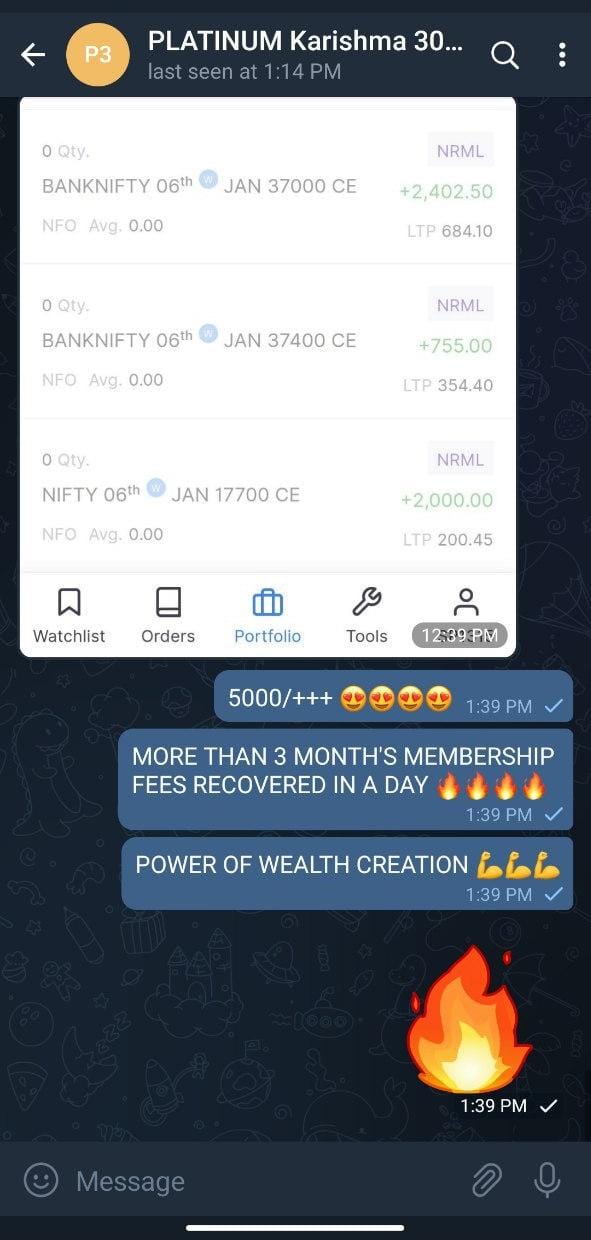 P3
PLATINUM Karishma 30...
last seen at 1:14 PM
0 Qty.
NRML
BANKNIFTY 06th W JAN 37000 CE
+2,402.50
NFO Avg. 0.00
LTP 684.10
0 Qty.
NRML
BANKNIFTY 06th W JAN 37400 CE
+755.00
NFO Avg. 0.00
LTP 354.40
0 Qty.
NRML
NIFTY 06th W JAN 17700 CE
+2,000.00
NFO Avg. 0.00
LTP 200.45
Watchlist Orders Portfolio Tools
12:39 PM
5000/+++ 😍😍😍😍 1:39 PM
MORE THAN 3 MONTH'S MEMBERSHIP
FEES RECOVERED IN A DAY 🔥🔥🔥🔥
1:39 PM
POWER OF WEALTH CREATION 💪💪💪
1:39 PM
1:39 PM
Message